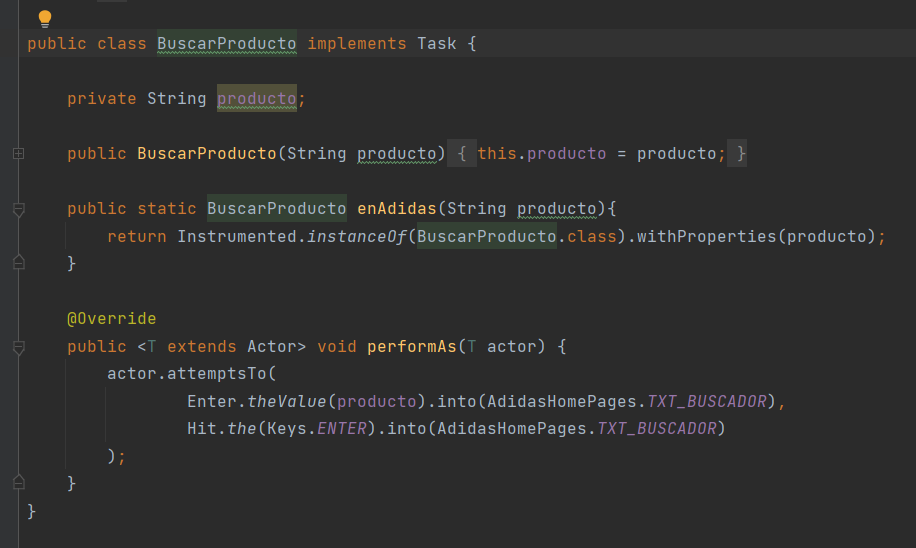 public class BuscarProducto implements Task {
private String producto;
public BuscarProducto(String producto) { this.producto = producto; }
public static BuscarProducto enAdidas(String producto){
return Instrumented.instanceOf(BuscarProducto.class).withProperties(producto);
}
@Override
public <T extends Actor> void performAs(T actor) {
actor.attemptsTo(
Enter.theValue(producto).into(AdidasHomePages.TXT_BUSCADOR),
Hit.the(Keys.ENTER).into(AdidasHomePages.TXT_BUSCADOR)
);
}
}